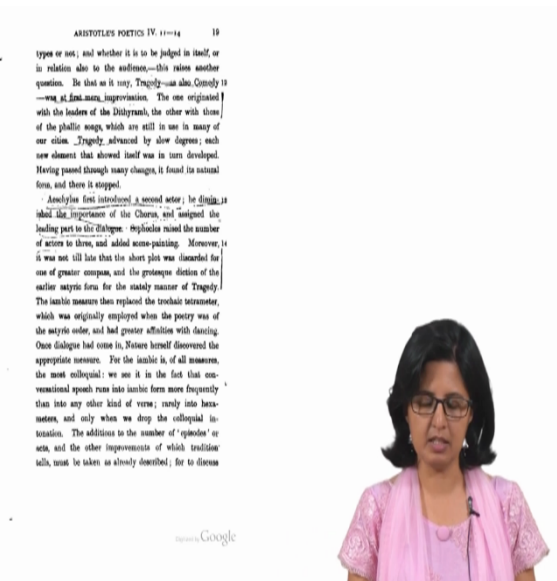 ARISTOTLE'S POETICS IV. 11—14 19
types or not; and whether it is to be judged in itself, or
in relation also to the audience,—this raises another
question. Be that as it may, Tragedy—as also Comedy 12
—was at first mere improvisation. The one originated
with the leaders of the Dithyramb, the other with those
of the phallic songs, which are still in use in many of
our cities. Tragedy advanced by slow degrees; each
new element that showed itself was in turn developed.
Having passed through many changes, it found its natural
form, and there it stopped.
Aeschylus first introduced a second actor; he dimin- 13
ished the importance of the Chorus, and assigned the
leading part to the dialogue. Sophocles raised the number
of actors to three, and added scene-painting. Moreover, 14
it was not till late that the short plot was discarded for
one of greater compass, and the grotesque diction of the
earlier satyric form for the stately manner of Tragedy.
The iambic measure then replaced the trochaic tetrameter,
which was originally employed when the poetry was of
the satyric order, and had greater affinities with dancing.
Once dialogue had come in, Nature herself discovered the
appropriate measure. For the iambic is, of all measures,
the most colloquial: we see it in the fact that con-
versational speech runs into iambic form more frequently
than into any other kind of verse; rarely into hexa-
meters, and only when we drop the colloquial in-
tonation. The additions to the number of 'episodes' or
acts, and the other improvements of which tradition
tells, must be taken as already described; for to discuss
Digitized by Google